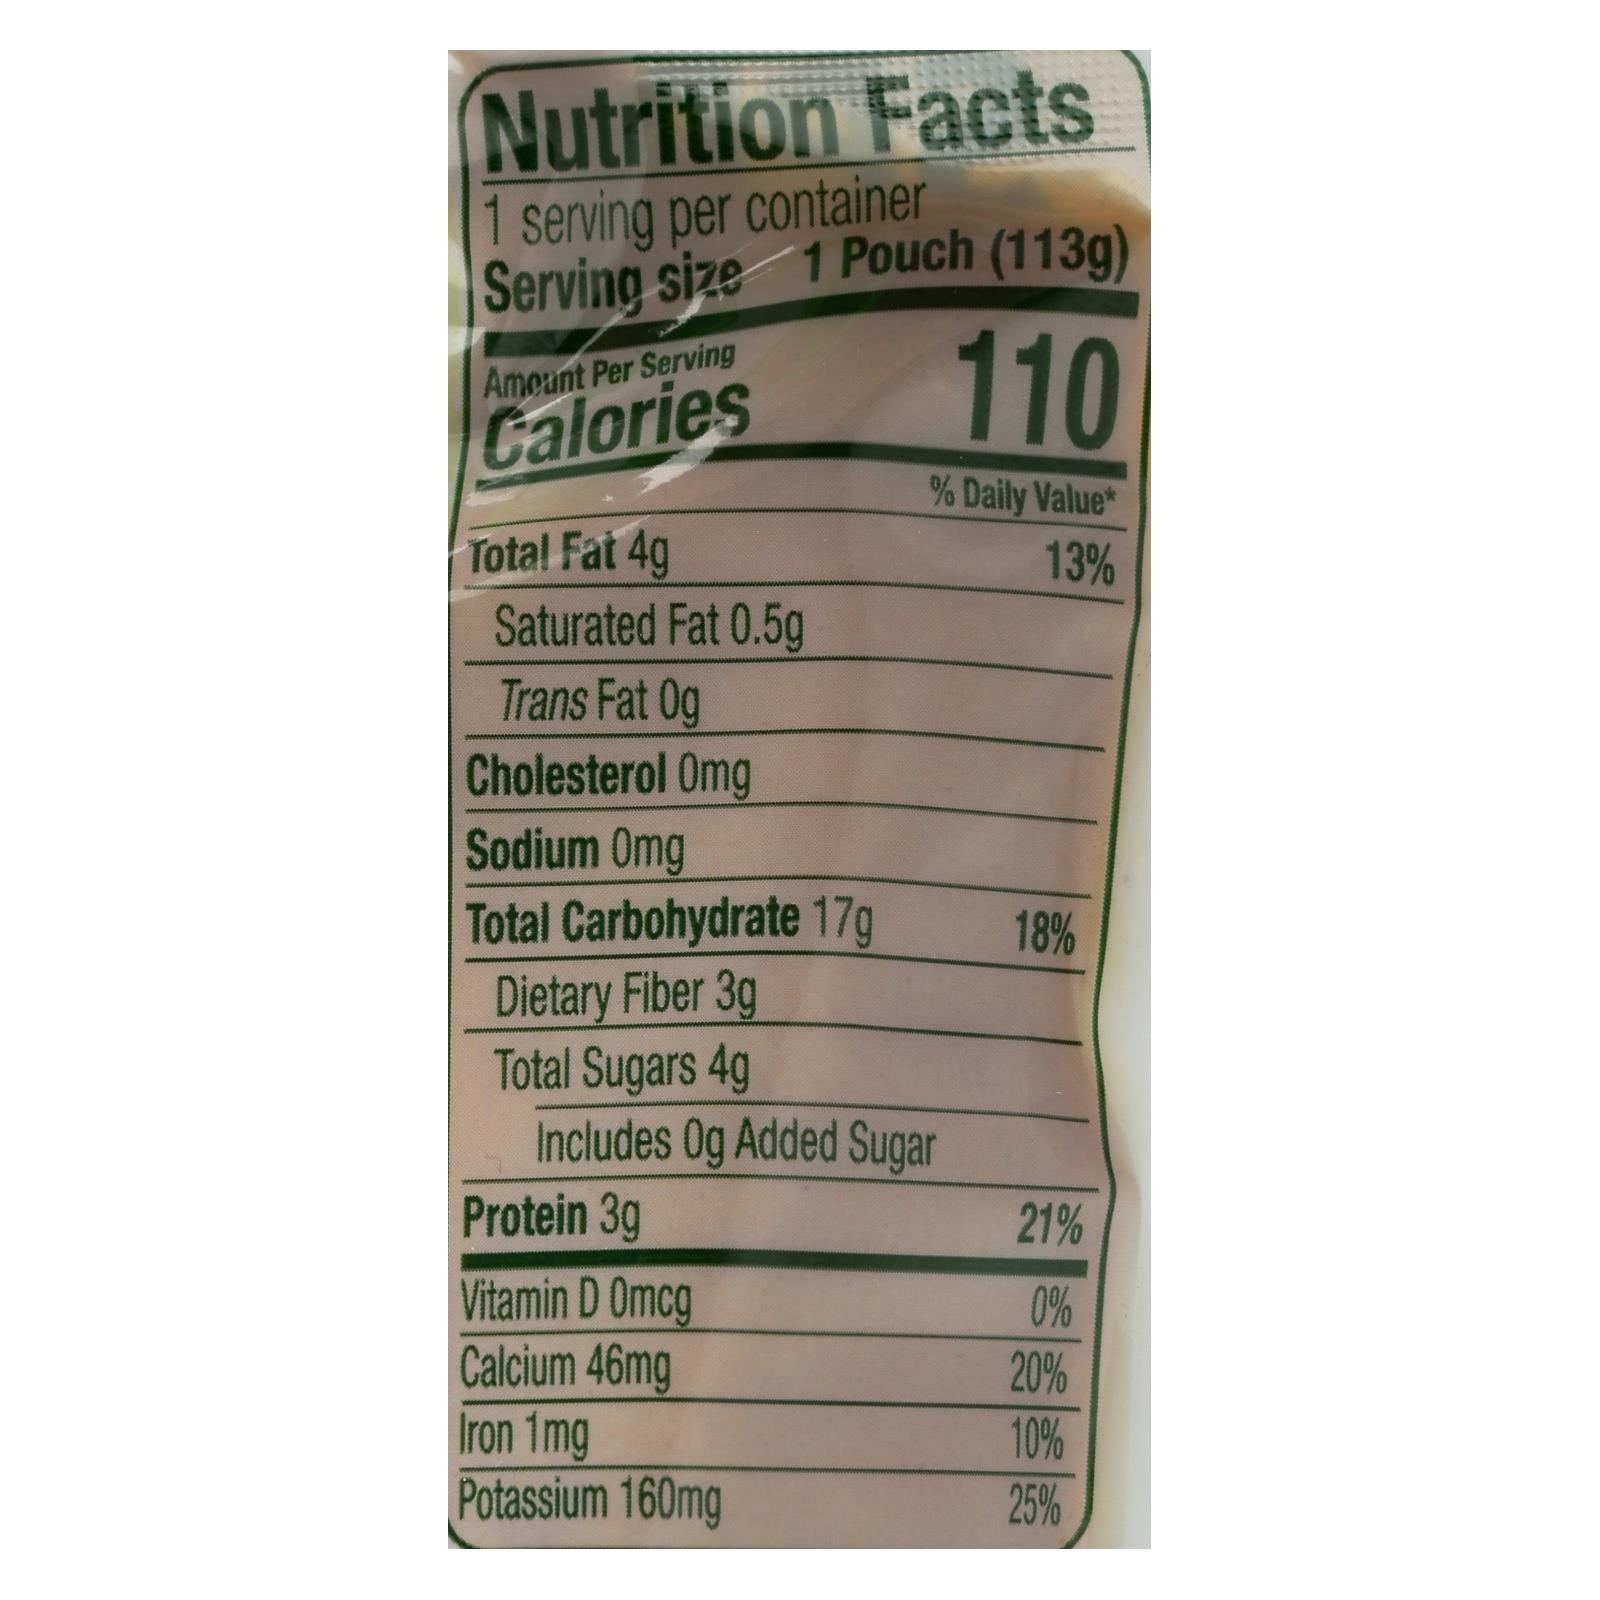 Nutrition Facts
1 serving per container
Serving size 1 Pouch (113g)
Amount Per Serving
Calories 110
% Daily Value*
Total Fat 4g 13%
Saturated Fat 0.5g
Trans Fat 0g
Cholesterol 0mg
Sodium 0mg
Total Carbohydrate 17g 18%
Dietary Fiber 3g
Total Sugars 4g
Includes 0g Added Sugar
Protein 3g 21%
Vitamin D 0mcg 0%
Calcium 46mg 20%
Iron 1mg 10%
Potassium 160mg 25%